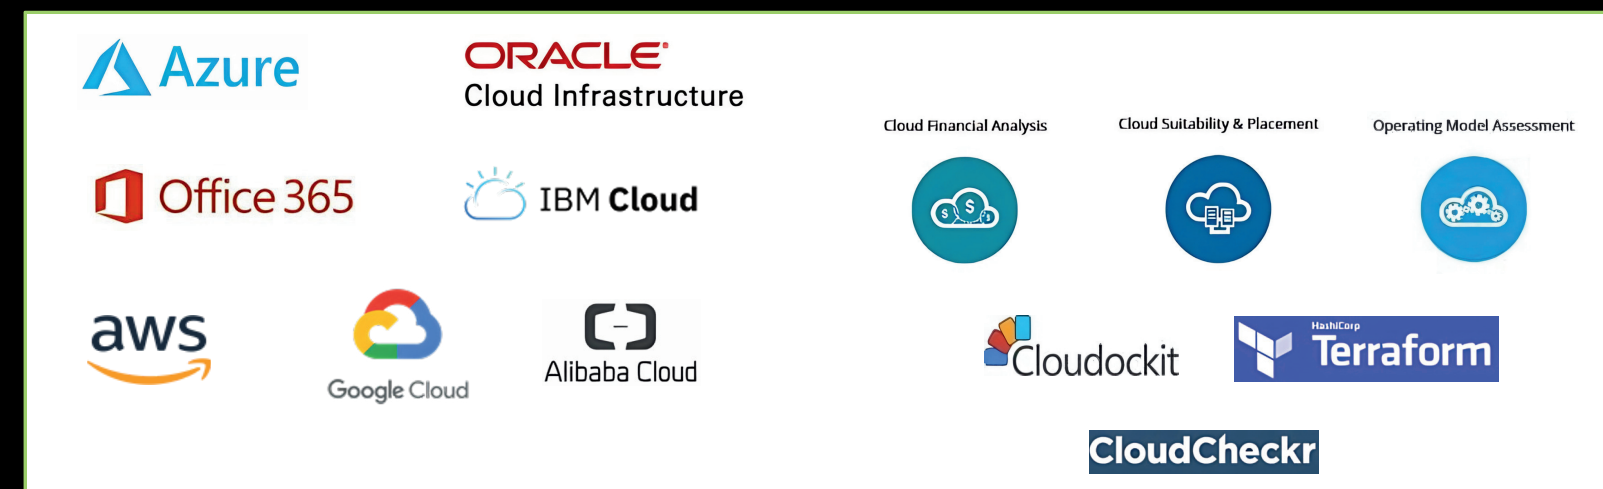 Azure
ORACLE
Cloud Infrastructure
Office 365
IBM Cloud
aws
Google Cloud
Alibaba Cloud
Cloud Financial Analysis
Cloud Suitability & Placement
Operating Model Assessment
$ $ $
Cloudockit
HashiCorp
Terraform
CloudCheckr